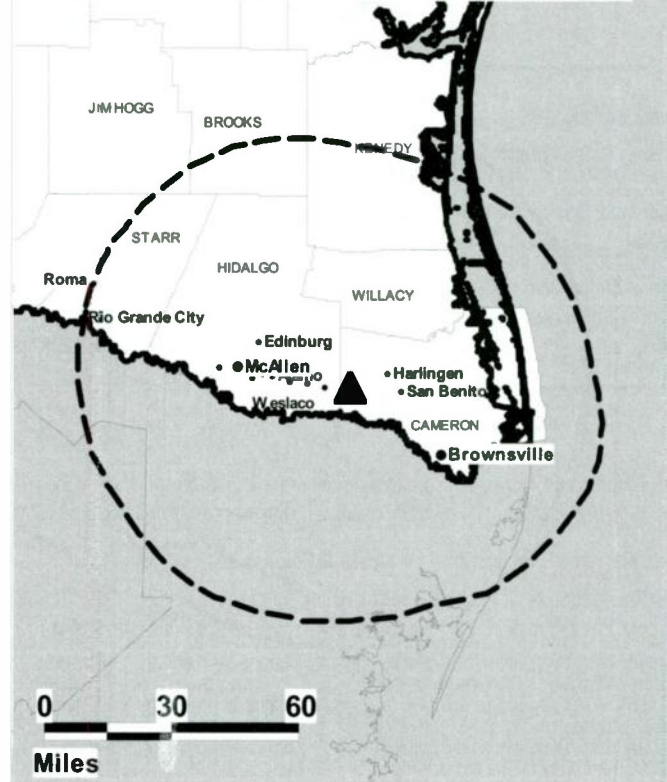 JIM HOGG
BROOKS
KENEDY
STARR
HIDALGO
Roma
WILLACY
Rio Grande City
Edinburg
McAllen
Harlingen
San Benito
Weslaco
CAMERON
Brownsville
0 30 60
Miles